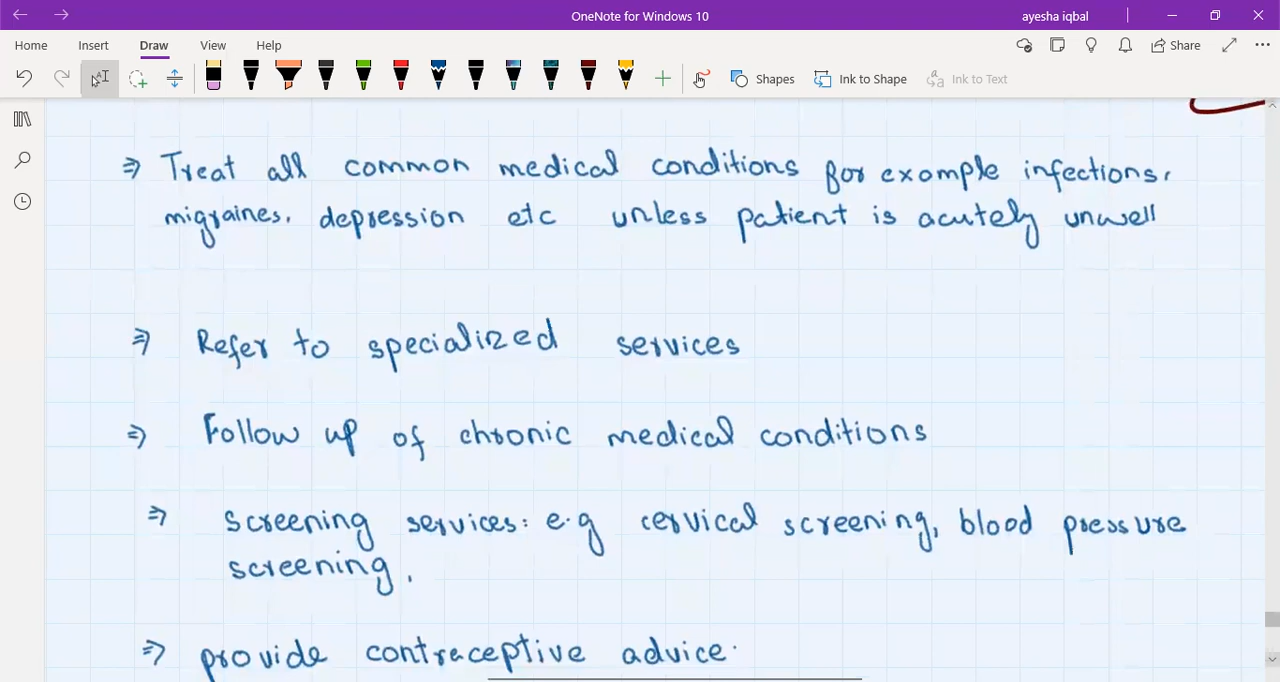 OneNote for Windows 10
ayesha iqbal
Home Insert Draw View Help
Share
Shapes
Ink to Shape
Ink to Text
⇒ Treat all common medical conditions for example infections,
migraines, depression etc unless patient is acutely unwell
⇒ Refer to specialized services
⇒ Follow up of chronic medical conditions
⇒ screening services: e.g cervical screening, blood pressure
screening.
⇒ provide contraceptive advice.